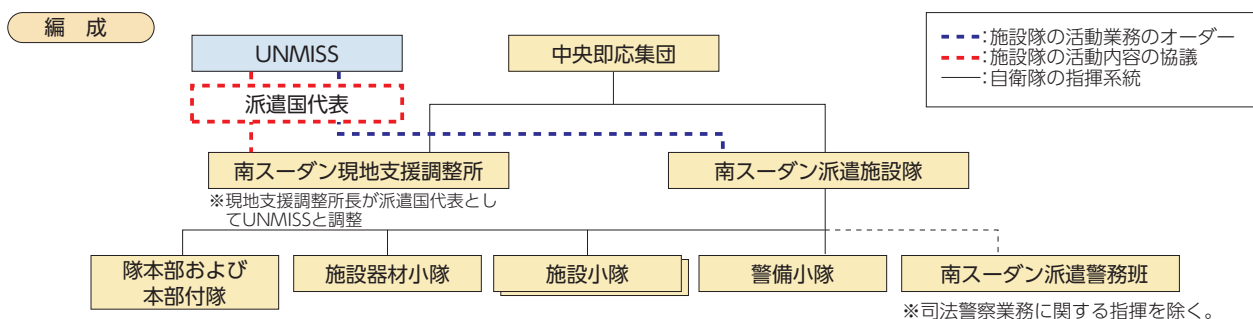 編 成
UNMISS
中央即応集団
派遣国代表
:施設隊の活動業務のオーダー
:施設隊の活動内容の協議
:自衛隊の指揮系統
南スーダン現地支援調整所
南スーダン派遣施設隊
※現地支援調整所長が派遣国代表とし
てUNMISSと調整
隊本部および
本部付隊
施設器材小隊
施設小隊
警備小隊
南スーダン派遣警務班
※司法警察業務に関する指揮を除く。